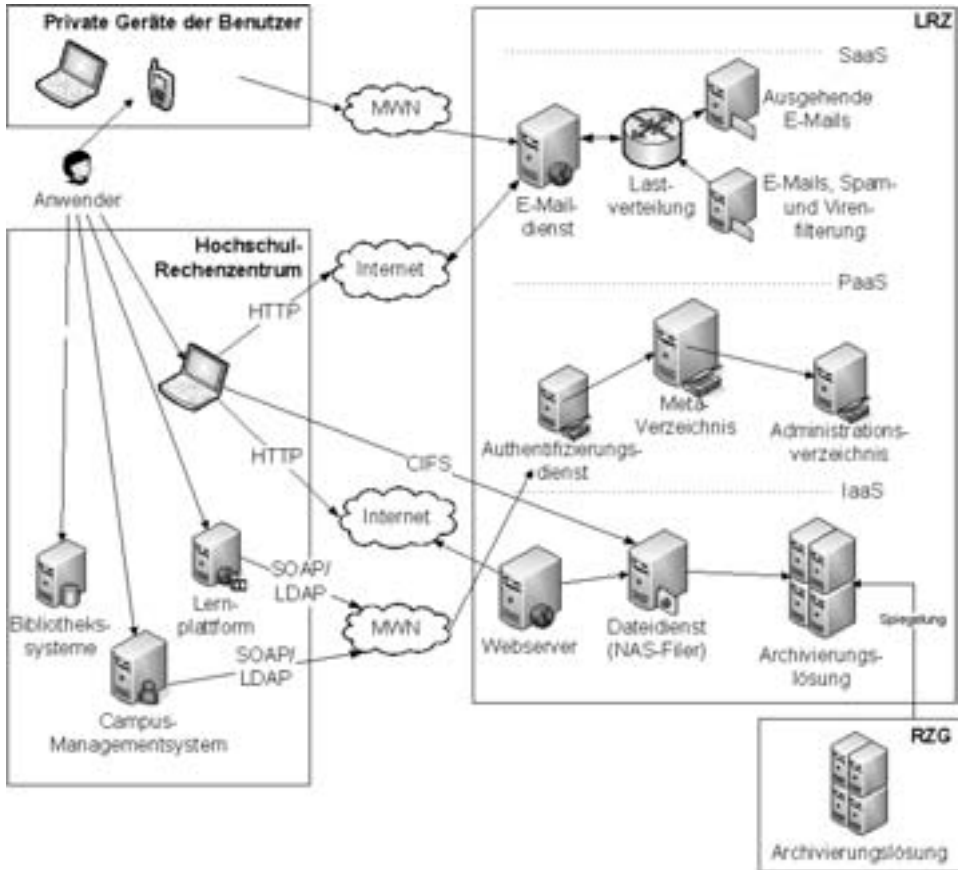 Private Geräte der Benutzer
LRZ
SaaS
MWN
Ausgehende
E-Mails
Anwender
E-Mail-
dienst
Last-
verteilung
E-Mails, Spam-
und Viren-
filterung
Hochschul-
Rechenzentrum
Internet
HTTP
PaaS
Meta-
Verzeichnis
Administrations-
verzeichnis
Authentifizierungs-
dienst
HTTP
CIFS
IaaS
Internet
SOAP/
LDAP
Lern-
plattform
Bibliotheks-
systeme
MWN
Webserver
Dateidienst
(NAS-Filer)
Spiegelung
Archivierungs-
lösung
SOAP/
LDAP
Campus-
Managementsystem
RZG
Archivierungslösung